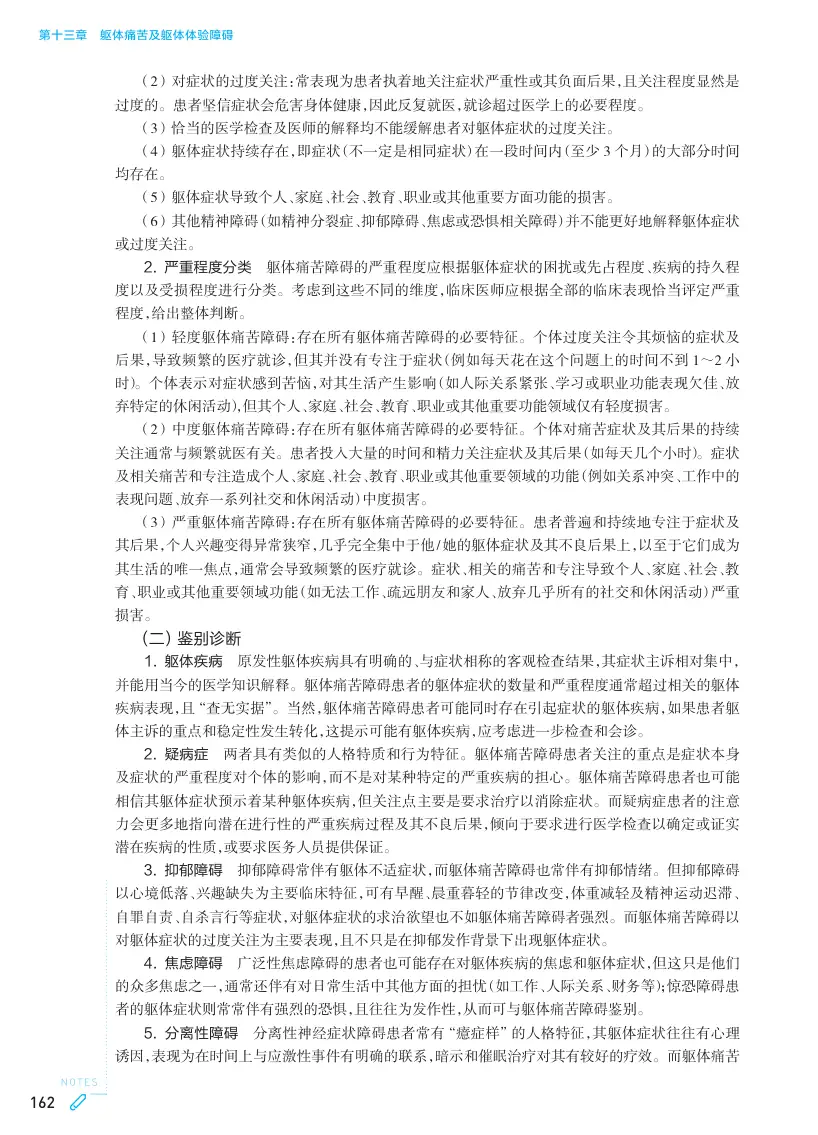 第十三章 躯体痛苦及躯体体验障碍
（2）对症状的过度关注：常表现为患者执着地关注症状严重性或其负面后果，且关注程度显然是
过度的。患者坚信症状会危害身体健康，因此反复就医，就诊超过医学上的必要程度。
（3）恰当的医学检查及医师的解释均不能缓解患者对躯体症状的过度关注。
（4）躯体症状持续存在，即症状（不一定是相同症状）在一段时间内（至少3个月）的大部分时间
均存在。
（5）躯体症状导致个人、家庭、社会、教育、职业或其他重要方面功能的损害。
（6）其他精神障碍（如精神分裂症、抑郁障碍、焦虑或恐惧相关障碍）并不能更好地解释躯体症状
或过度关注。
2. 严重程度分类 躯体痛苦障碍的严重程度应根据躯体症状的困扰或先占程度、疾病的持久程
度以及受损程度进行分类。考虑到这些不同的维度，临床医师应根据全部的临床表现恰当评定严重
程度，给出整体判断。
（1）轻度躯体痛苦障碍：存在所有躯体痛苦障碍的必要特征。个体过度关注令其烦恼的症状及
后果，导致频繁的医疗就诊，但其并没有专注于症状（例如每天花在这个问题上的时间不到1～2小
时）。个体表示对症状感到苦恼，对其生活产生影响（如人际关系紧张、学习或职业功能表现欠佳、放
弃特定的休闲活动），但其个人、家庭、社会、教育、职业或其他重要功能领域仅有轻度损害。
（2）中度躯体痛苦障碍：存在所有躯体痛苦障碍的必要特征。个体对痛苦症状及其后果的持续
关注通常与频繁就医有关。患者投入大量的时间和精力关注症状及其后果（如每天几个小时）。症状
及相关痛苦和专注造成个人、家庭、社会、教育、职业或其他重要领域的功能（例如关系冲突、工作中的
表现问题、放弃一系列社交和休闲活动）中度损害。
（3）严重躯体痛苦障碍：存在所有躯体痛苦障碍的必要特征。患者普遍和持续地专注于症状及
其后果，个人兴趣变得异常狭窄，几乎完全集中于他/她的躯体症状及其不良后果上，以至于它们成为
其生活的唯一焦点，通常会导致频繁的医疗就诊。症状、相关的痛苦和专注导致个人、家庭、社会、教
育、职业或其他重要领域功能（如无法工作、疏远朋友和家人、放弃几乎所有的社交和休闲活动）严重
损害。
（二）鉴别诊断
1. 躯体疾病 原发性躯体疾病具有明确的、与症状相称的客观检查结果，其症状主诉相对集中，
并能用当今的医学知识解释。躯体痛苦障碍患者的躯体症状的数量和严重程度通常超过相关的躯体
疾病表现，且“查无实据”。当然，躯体痛苦障碍患者可能同时存在引起症状的躯体疾病，如果患者躯
体主诉的重点和稳定性发生转化，这提示可能有躯体疾病，应考虑进一步检查和会诊。
2. 疑病症 两者具有类似的人格特质和行为特征。躯体痛苦障碍患者关注的重点是症状本身
及症状的严重程度对个体的影响，而不是对某种特定的严重疾病的担心。躯体痛苦障碍患者也可能
相信其躯体症状预示着某种躯体疾病，但关注点主要是要求治疗以消除症状。而疑病症患者的注意
力会更多地指向潜在进行性的严重疾病过程及其不良后果，倾向于要求进行医学检查以确定或证实
潜在疾病的性质，或要求医务人员提供保证。
3. 抑郁障碍 抑郁障碍常伴有躯体不适症状，而躯体痛苦障碍也常伴有抑郁情绪。但抑郁障碍
以心境低落、兴趣缺失为主要临床特征，可有早醒、晨重暮轻的节律改变，体重减轻及精神运动迟滞、
自罪自责、自杀言行等症状，对躯体症状的求治欲望也不如躯体痛苦障碍者强烈。而躯体痛苦障碍以
对躯体症状的过度关注为主要表现，且不只是在抑郁发作背景下出现躯体症状。
4. 焦虑障碍 广泛性焦虑障碍的患者也可能存在对躯体疾病的焦虑和躯体症状，但这只是他们
的众多焦虑之一，通常还伴有对日常生活中其他方面的担忧（如工作、人际关系、财务等）；惊恐障碍患
者的躯体症状则常常伴有强烈的恐惧，且往往为发作性，从而可与躯体痛苦障碍鉴别。
5. 分离性障碍 分离性神经症状障碍患者常有“癔症样”的人格特征，其躯体症状往往有心理
诱因，表现为在时间上与应激性事件有明确的联系，暗示和催眠治疗对其有较好的疗效。而躯体痛苦
NOTES
162